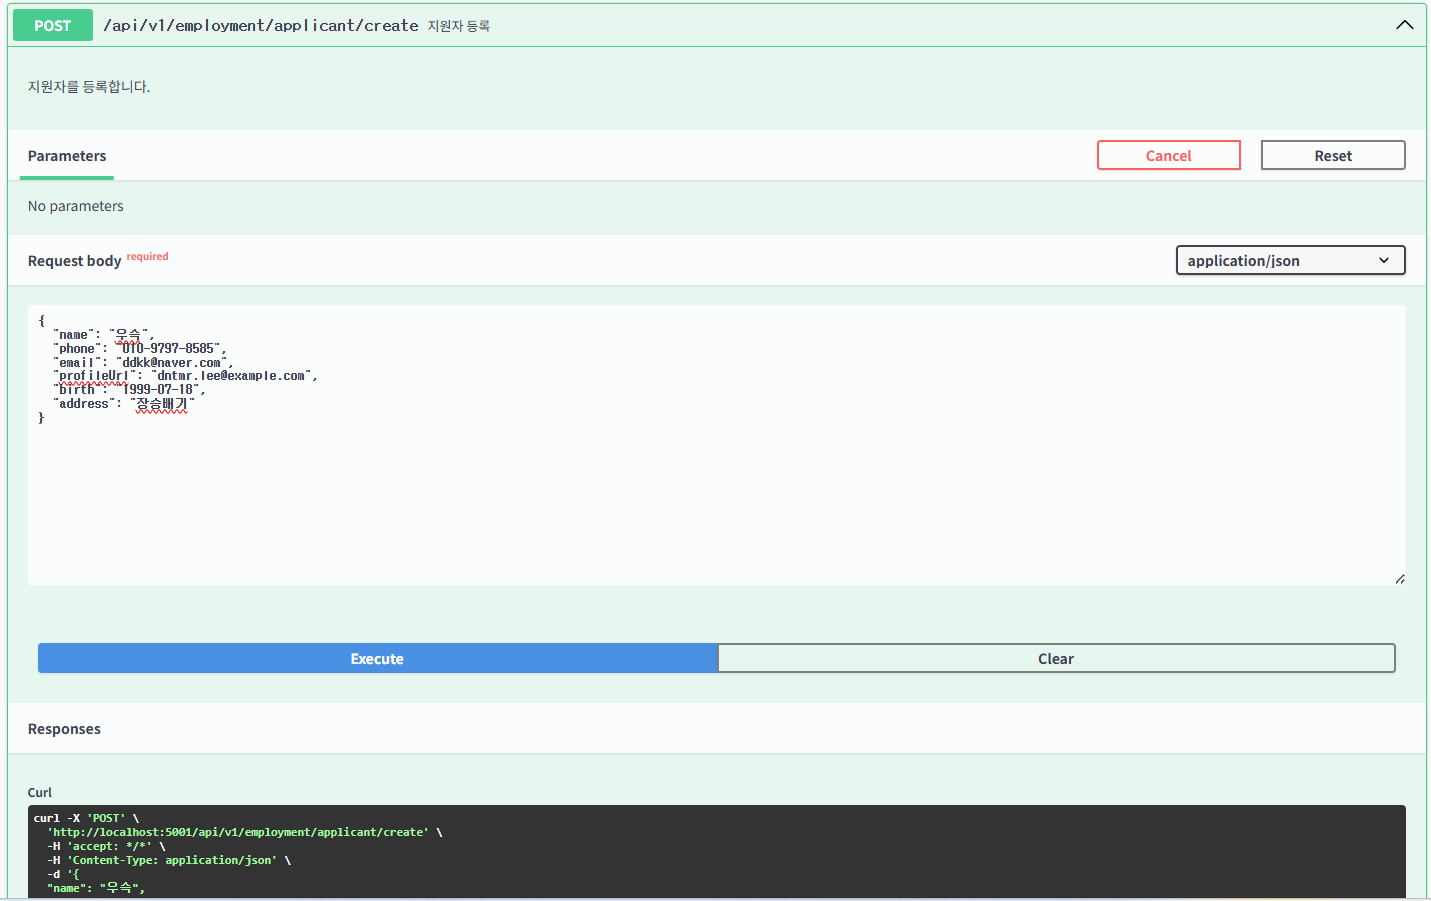 POST /api/v1/employment/applicant/create 지원자 등록
지원자를 등록합니다.
Parameters
Cancel
Reset
No parameters
Request body required
application/json
{
"name": "우슥",
"phone": "010-9797-8585",
"email": "ddkk@naver.com",
"profileUrl": "dntmr.lee@example.com",
"birth": "1999-07-18",
"address": "장승배기"
}
Execute
Clear
Responses
Curl
curl -X 'POST' \
'http://localhost:5001/api/v1/employment/applicant/create' \
-H 'accept: */*' \
-H 'Content-Type: application/json' \
-d '{
"name": "우슥",